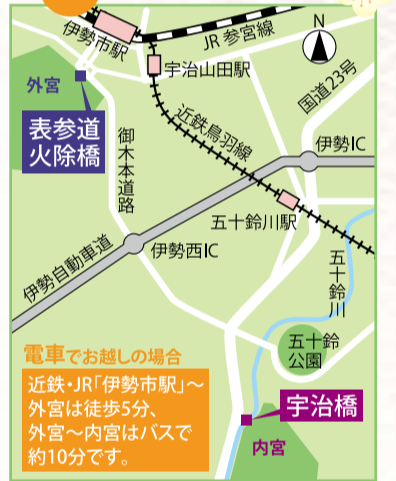 伊勢市駅
JR 参宮線
N
宇治山田駅
外宮
国道23号
表参道
火除橋
御木本道路
近鉄鳥羽線
伊勢IC
五十鈴川駅
伊勢自動車道
伊勢西IC
五十鈴川
五十鈴
公園
電車でお越しの場合
近鉄・JR「伊勢市駅」～
外宮は徒歩5分、
外宮～内宮はバスで
約10分です。
宇治橋
内宮